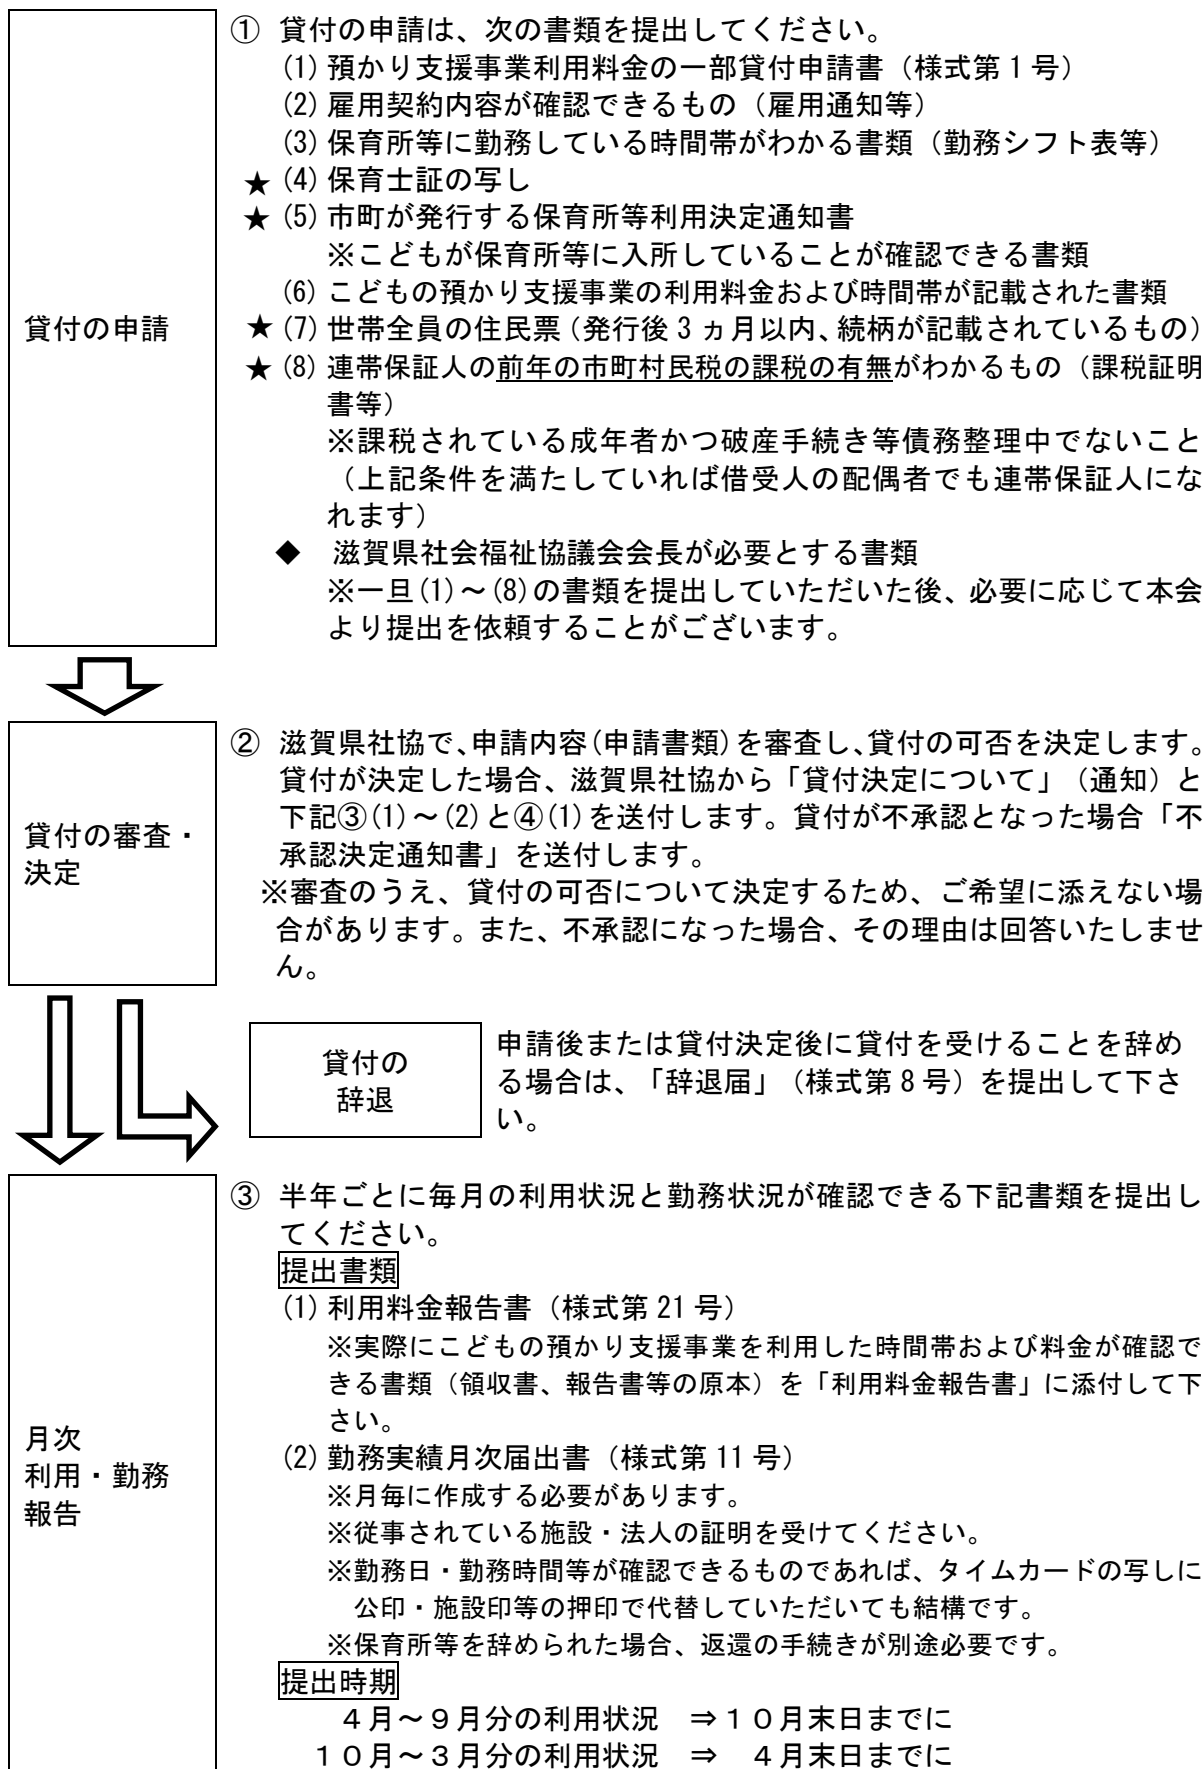 貸付の申請
① 貸付の申請は、次の書類を提出してください。
(1) 預かり支援事業利用料金の一部貸付申請書（様式第1号）
(2) 雇用契約内容が確認できるもの（雇用通知等）
(3) 保育所等に勤務している時間帯がわかる書類（勤務シフト表等）
★ (4) 保育士証の写し
★ (5) 市町が発行する保育所等利用決定通知書
※こどもが保育所等に入所していることが確認できる書類
(6) こどもの預かり支援事業の利用料金および時間帯が記載された書類
★ (7) 世帯全員の住民票（発行後3ヵ月以内、続柄が記載されているもの）
★ (8) 連帯保証人の前年の市町村民税の課税の有無がわかるもの（課税証明
書等）
※課税されている成年者かつ破産手続き等債務整理中でないこと
（上記条件を満たしていれば借受人の配偶者でも連帯保証人にな
れます）
◆ 滋賀県社会福祉協議会会長が必要とする書類
※一旦(1)～(8)の書類を提出していただいた後、必要に応じて本会
より提出を依頼することがございます。
貸付の審査・
決定
② 滋賀県社協で、申請内容（申請書類）を審査し、貸付の可否を決定します。
貸付が決定した場合、滋賀県社協から「貸付決定について」（通知）と
下記③(1)～(2)と④(1)を送付します。貸付が不承認となった場合「不
承認決定通知書」を送付します。
※審査のうえ、貸付の可否について決定するため、ご希望に添えない場
合があります。また、不承認になった場合、その理由は回答いたしませ
ん。
貸付の
辞退
申請後または貸付決定後に貸付を受けることを辞め
る場合は、「辞退届」（様式第8号）を提出して下さ
い。
月次
利用・勤務
報告
③ 半年ごとに毎月の利用状況と勤務状況が確認できる下記書類を提出し
てください。
提出書類
(1) 利用料金報告書（様式第21号）
※実際にこどもの預かり支援事業を利用した時間帯および料金が確認で
きる書類（領収書、報告書等の原本）を「利用料金報告書」に添付して下
さい。
(2) 勤務実績月次届出書（様式第11号）
※月毎に作成する必要があります。
※従事されている施設・法人の証明を受けてください。
※勤務日・勤務時間等が確認できるものであれば、タイムカードの写しに
公印・施設印等の押印で代替していただいても結構です。
※保育所等を辞められた場合、返還の手続きが別途必要です。
提出時期
４月～９月分の利用状況 ⇒１０月末日までに
１０月～３月分の利用状況 ⇒ ４月末日までに